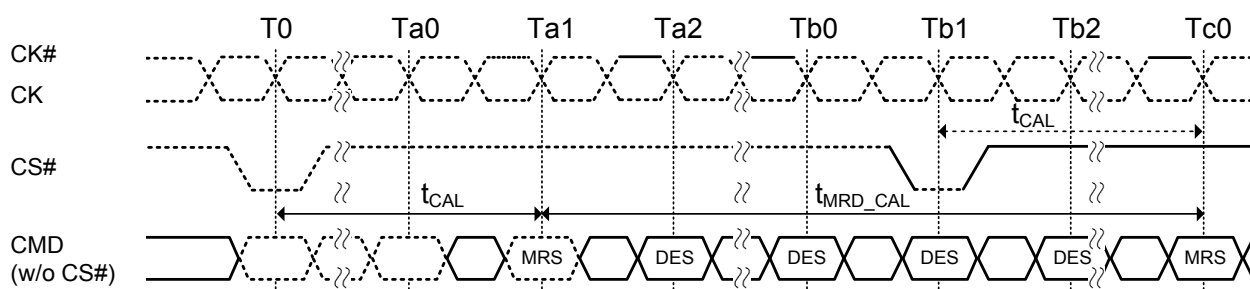 T0 Ta0 Ta1 Ta2 Tb0 Tb1 Tb2 Tc0
CK#
CK
tCAL
CS#
tCAL tMRD_CAL
CMD MRS DES DES DES DES MRS
(w/o CS#)